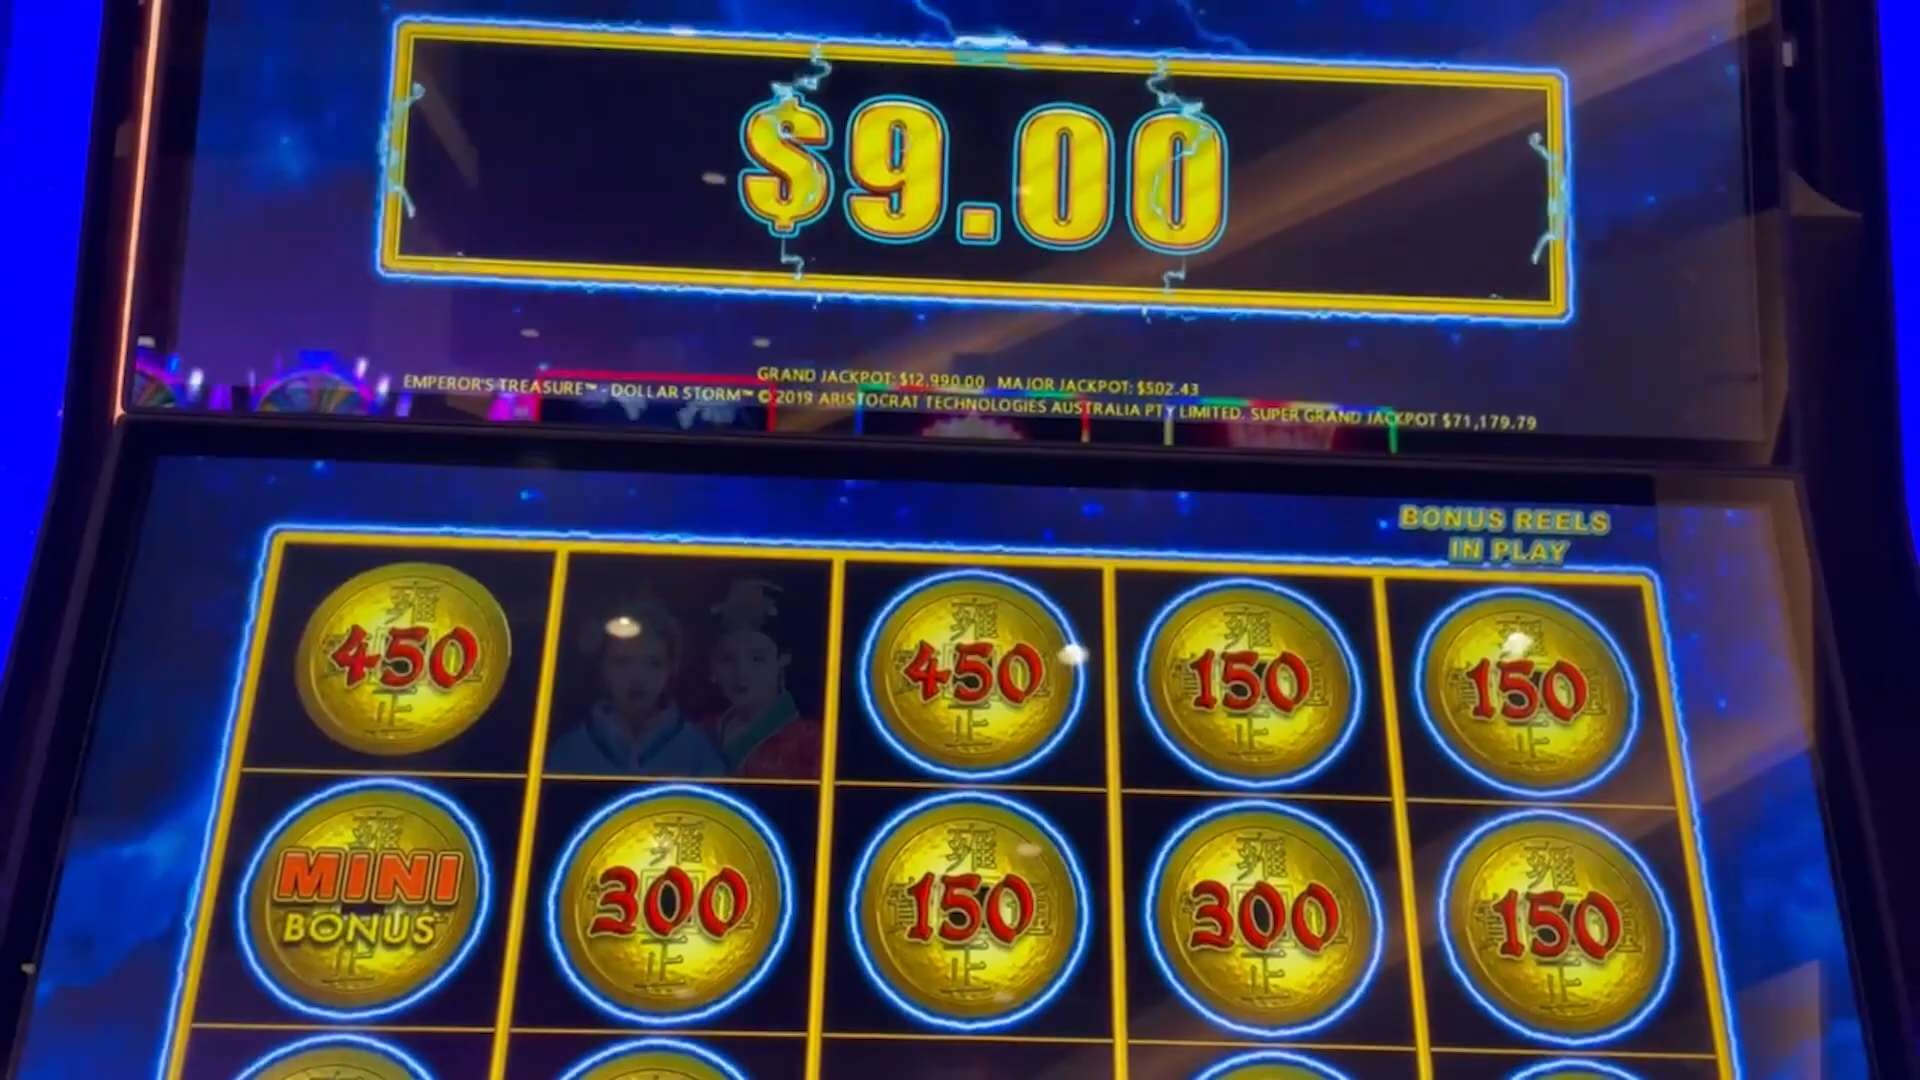 $9.00
GRAND JACKPOT: $12,990.00 MAJOR JACKPOT: $502.43
EMPEROR'S TREASURE™ - DOLLAR STORM™ © 2019 ARISTOCRAT TECHNOLOGIES AUSTRALIA PTY LIMITED. SUPER GRAND JACKPOT $71,179.79
BONUS REELS
IN PLAY
450 450 150 150
MINI
BONUS
300 150 300 150